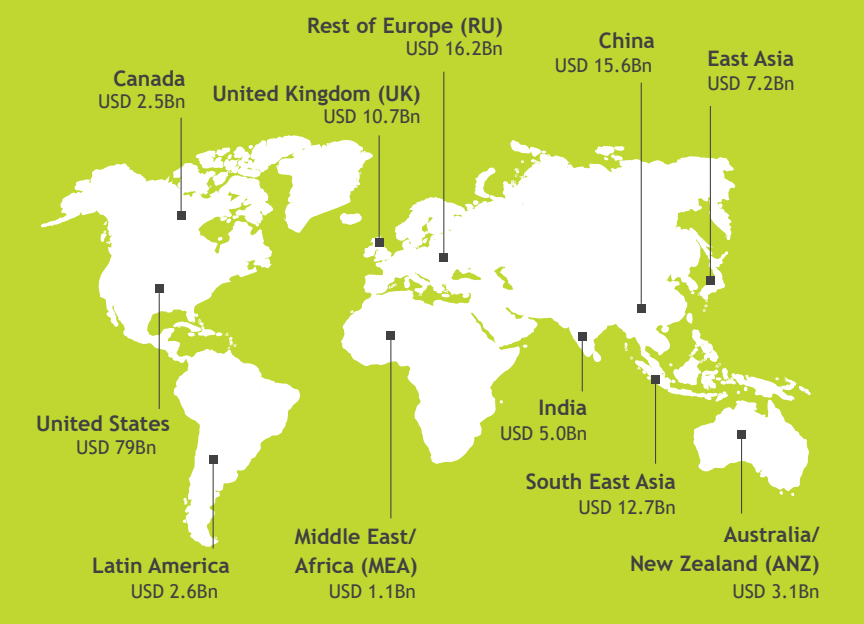 Rest of Europe (RU)
USD 16.2Bn
China
USD 15.6Bn
East Asia
USD 7.2Bn
Canada
USD 2.5Bn
United Kingdom (UK)
USD 10.7Bn
United States
USD 79Bn
India
USD 5.0Bn
South East Asia
USD 12.7Bn
Latin America
USD 2.6Bn
Middle East/
Africa (MEA)
USD 1.1Bn
Australia/
New Zealand (ANZ)
USD 3.1Bn